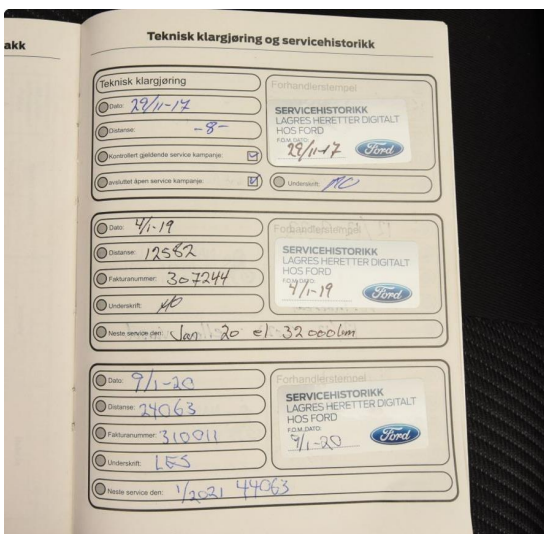 akk
Teknisk klargjøring og servicehistorikk
Teknisk klargjøring
Forhandlerstempel
Dato: 29/11-17
Distanse: -8-
Kontrollert gjeldende service kampanje:
avsluttet åpen service kampanje:
SERVICEHISTORIKK
LAGRES HERETTER DIGITALT
HOS FORD
F.O.M. DATO:
29/11-17
Ford
Underskrift:
Dato: 4/1-19
Distanse: 12582
Fakturanummer: 307244
Underskrift:
Forhandlerstempel
SERVICEHISTORIKK
LAGRES HERETTER DIGITALT
HOS FORD
F.O.M. DATO:
4/1-19
Ford
Neste service den: Jan 20 el. 32000km
Dato: 9/1-20
Distanse: 24063
Fakturanummer: 310011
Underskrift: LES
Forhandlerstempel
SERVICEHISTORIKK
LAGRES HERETTER DIGITALT
HOS FORD
F.O.M. DATO:
9/1-20
Ford
Neste service den: 1/2021 44063